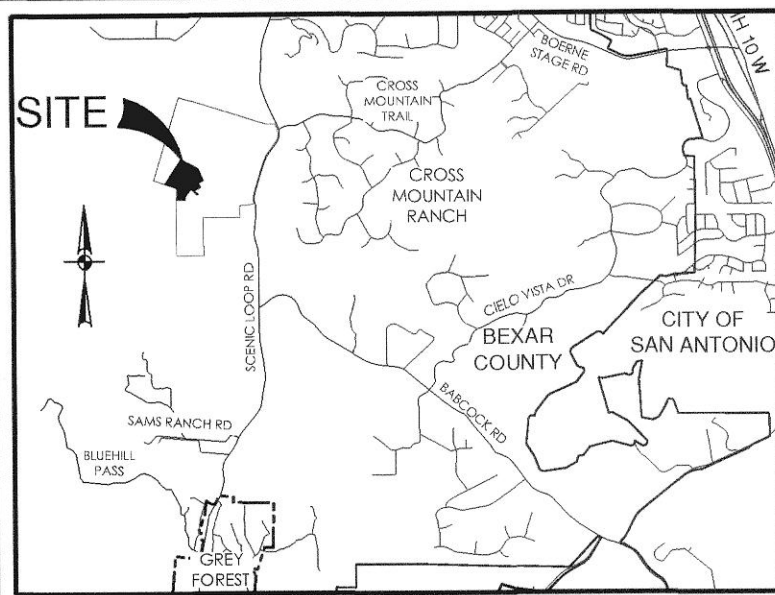 BOERNE
STAGE RD
IH 10 W
CROSS
MOUNTAIN
TRAIL
SITE
CROSS
MOUNTAIN
RANCH
SCENIC LOOP RD
CIELO VISTA DR
BEXAR
COUNTY
CITY OF
SAN ANTONIO
BABCOCK RD
SAMS RANCH RD
BLUEHILL
PASS
GREY
FOREST